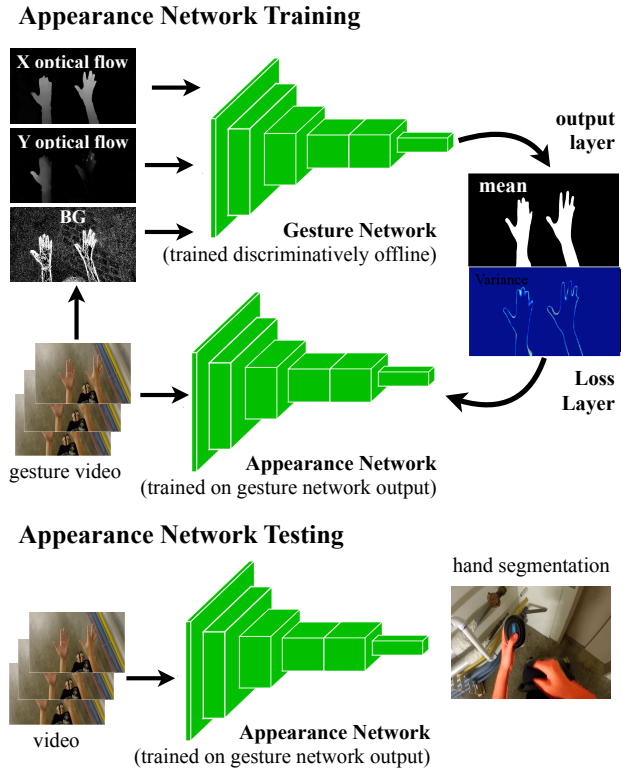 Appearance Network Training
X optical flow
Y optical flow
BG
output
layer
mean
Gesture Network
(trained discriminatively offline)
Variance
Loss
Layer
gesture video
Appearance Network
(trained on gesture network output)
Appearance Network Testing
hand segmentation
video
Appearance Network
(trained on gesture network output)